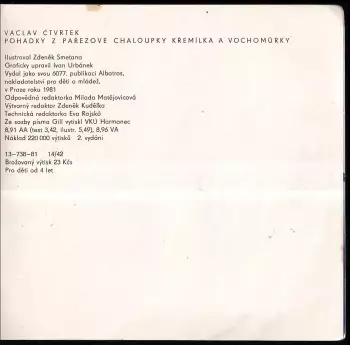 VÁCLAV ČTVRTEK
POHÁDKY Z PAŘEZOVÉ CHALOUPKY KŘEMÍLKA A VOCHOMŮRKY
Ilustroval Zdeněk Smetana
Graficky upravil Ivan Urbánek
Vydal jako svou 6077. publikaci Albatros,
nakladatelství pro děti a mládež,
v Praze roku 1981
Odpovědná redaktorka Milada Matějovicová
Výtvarný redaktor Zdeněk Kudělka
Technická redaktorka Eva Rajská
Ze sazby písma Gill vytiskl VKÚ Harmanec
8,91 AA (text 3,42, ilustr. 5,49), 8,96 VA
Náklad 220 000 výtisků 2. vydání
13-738-81 14/42
Brožovaný výtisk 23 Kčs
Pro děti od 4 let